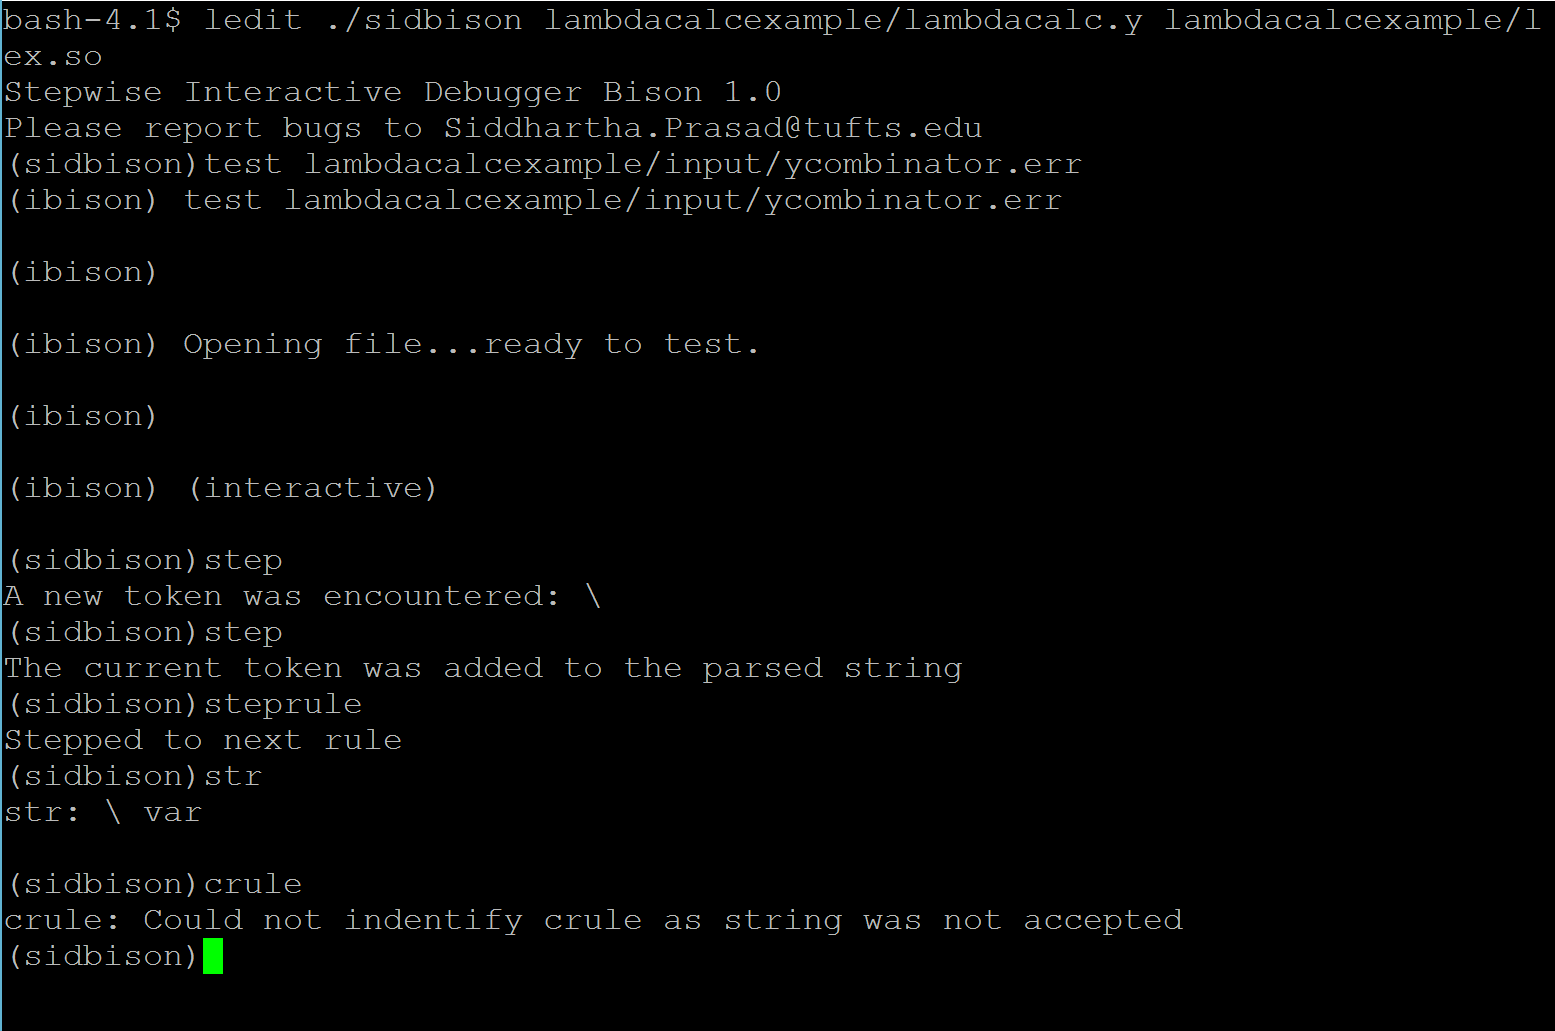 bash-4.1$ ledit ./sidbison lambdacalcexample/lambdacalc.y lambdacalcexample/l
ex.so
Stepwise Interactive Debugger Bison 1.0
Please report bugs to Siddhartha.Prasad@tufts.edu
(sidbison)test lambdacalcexample/input/ycombinator.err
(ibison) test lambdacalcexample/input/ycombinator.err
(ibison)
(ibison) Opening file...ready to test.
(ibison)
(ibison) (interactive)
(sidbison)step
A new token was encountered: \
(sidbison)step
The current token was added to the parsed string
(sidbison)steprule
Stepped to next rule
(sidbison)str
str: \ var
(sidbison)crule
crule: Could not indentify crule as string was not accepted
(sidbison)